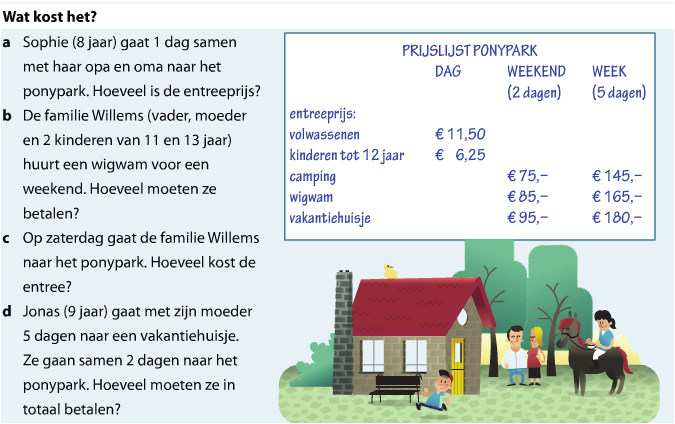 Wat kost het?
a Sophie (8 jaar) gaat 1 dag samen
met haar opa en oma naar het
ponypark. Hoeveel is de entreeprijs?
b De familie Willems (vader, moeder
en 2 kinderen van 11 en 13 jaar)
huurt een wigwam voor een
weekend. Hoeveel moeten ze
betalen?
c Op zaterdag gaat de familie Willems
naar het ponypark. Hoeveel kost de
entree?
d Jonas (9 jaar) gaat met zijn moeder
5 dagen naar een vakantiehuisje.
Ze gaan samen 2 dagen naar het
ponypark. Hoeveel moeten ze in
totaal betalen?
PRIJSLIJST PONYPARK
DAG WEEKEND WEEK
(2 dagen) (5 dagen)
entreeprijs:
volwassenen € 11,50
kinderen tot 12 jaar € 6,25
camping € 75,– € 145,–
wigwam € 85,– € 165,–
vakantiehuisje € 95,– € 180,–